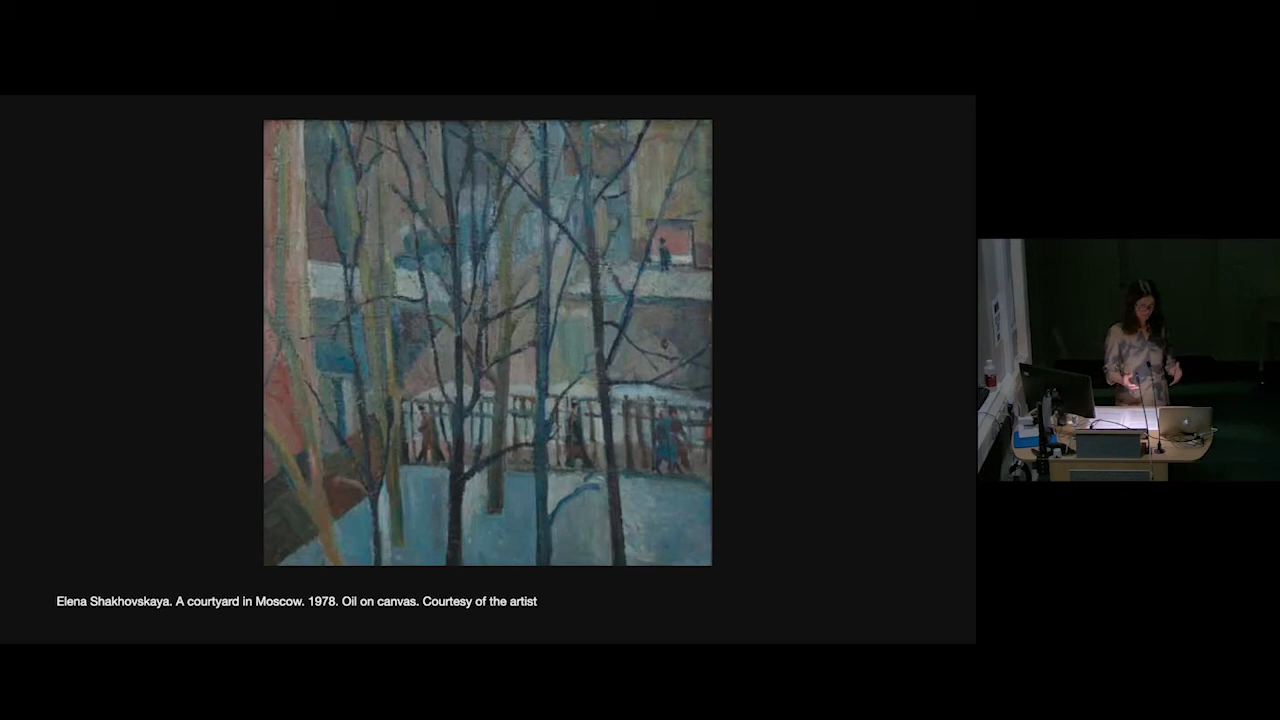 Elena Shakhovskaya. A courtyard in Moscow. 1978. Oil on canvas. Courtesy of the artist